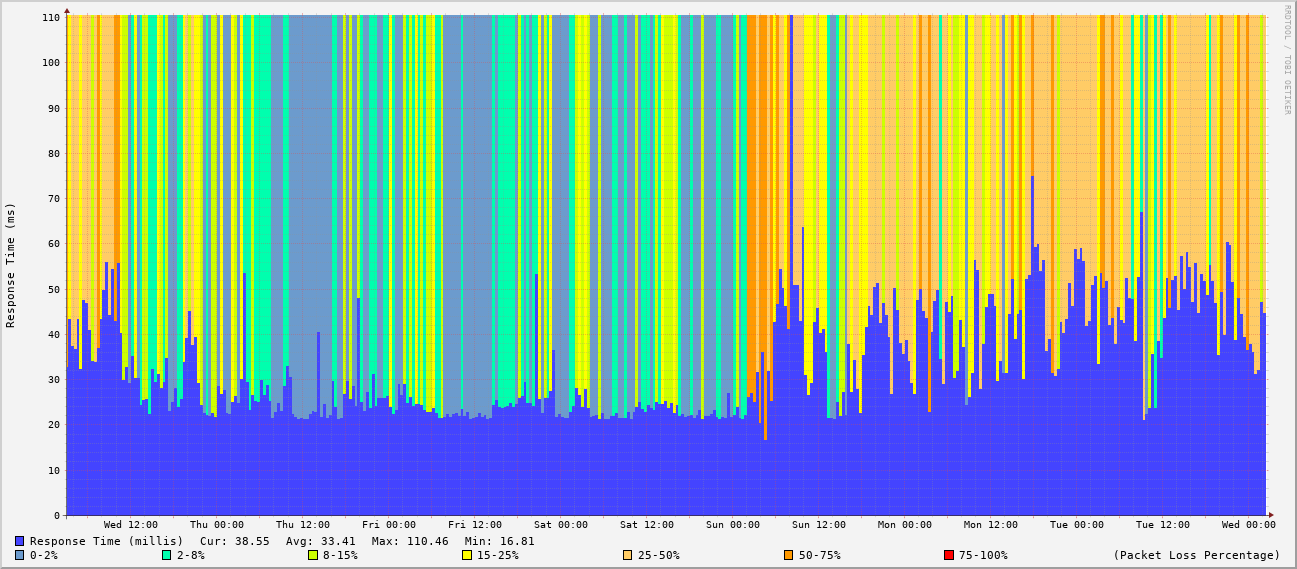 RRDTOOL / TOBI OETIKER
Response Time (ms)
110
100
90
80
70
60
50
40
30
20
10
0
Wed 12:00 Thu 00:00 Thu 12:00 Fri 00:00 Fri 12:00 Sat 00:00 Sat 12:00 Sun 00:00 Sun 12:00 Mon 00:00 Mon 12:00 Tue 00:00 Tue 12:00 Wed 00:00
Response Time (millis) Cur: 38.55 Avg: 33.41 Max: 110.46 Min: 16.81
0-2% 2-8% 8-15% 15-25% 25-50% 50-75% 75-100% (Packet Loss Percentage)